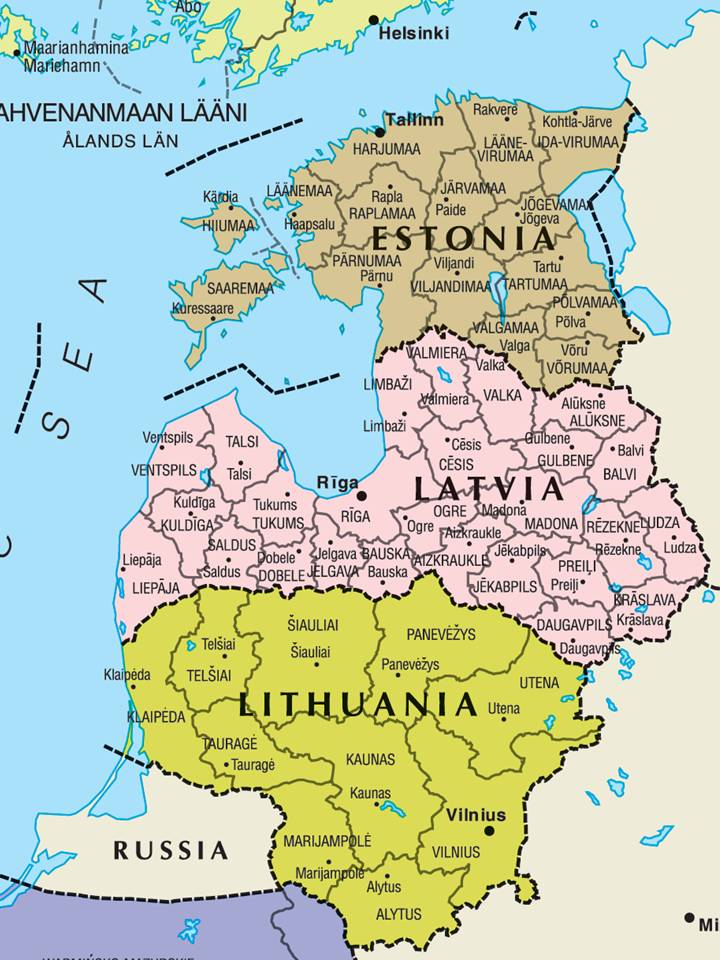 Åbo
Helsinki
Maarianhamina
Mariehamn
AHVENANMAAN LÄÄNI
ÅLANDS LÄN
Tallinn
Rakvere
Kohtla-Järve
HARJUMAA
LÄÄNE-
VIRUMAA
IDA-VIRUMAA
Kärdla
HIIUMAA
LÄÄNEMAA
Haapsalu
Rapla
RAPLAMAA
JÄRVAMAA
Paide
JÕGEVAMAA
Jõgeva
ESTONIA
PÄRNUMAA
Pärnu
Viljandi
VILJANDIMAA
Tartu
TARTUMAA
SAAREMAA
Kuressaare
PÕLVAMAA
Põlva
VALGAMAA
Valga
Võru
VÕRUMAA
SEA
C
VALMIERA
Valka
LIMBAŽI
Valmiera
VALKA
Limbaži
Alūksne
ALŪKSNE
Ventspils
VENTSPILS
TALSI
Talsi
Cēsis
CĒSIS
Gulbene
GULBENE
Balvi
BALVI
Rīga
RĪGA
LATVIA
Kuldīga
KULDĪGA
Tukums
TUKUMS
OGRE
Ogre
Madona
MADONA
RĒZEKNE
Rēzekne
LUDZA
Ludza
SALDUS
Saldus
Dobele
DOBELE
Jelgava
JELGAVA
BAUSKA
Bauska
Aizkraukle
AIZKRAUKLE
Jēkabpils
JĒKABPILS
PREIĻI
Preiļi
Liepāja
LIEPĀJA
KRĀSLAVA
Krāslava
DAUGAVPILS
Daugavpils
Telšiai
TELŠIAI
ŠIAULIAI
Šiauliai
PANEVĖŽYS
Panevėžys
Klaipėda
KLAIPĖDA
UTENA
Utena
LITHUANIA
TAURAGĖ
Tauragė
KAUNAS
Kaunas
Vilnius
VILNIUS
RUSSIA
MARIJAMPOLĖ
Marijampolė
Alytus
ALYTUS
Mi